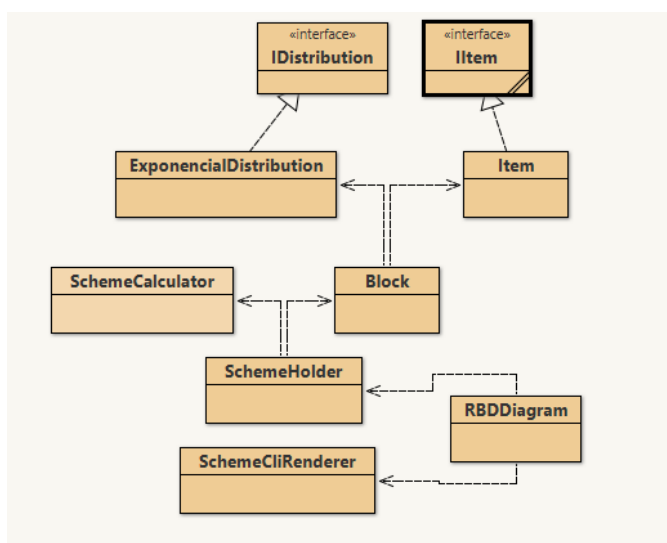 «interface»
IDistribution
«interface»
IItem
ExponencialDistribution
Item
SchemeCalculator
Block
SchemeHolder
RBDDiagram
SchemeCliRenderer